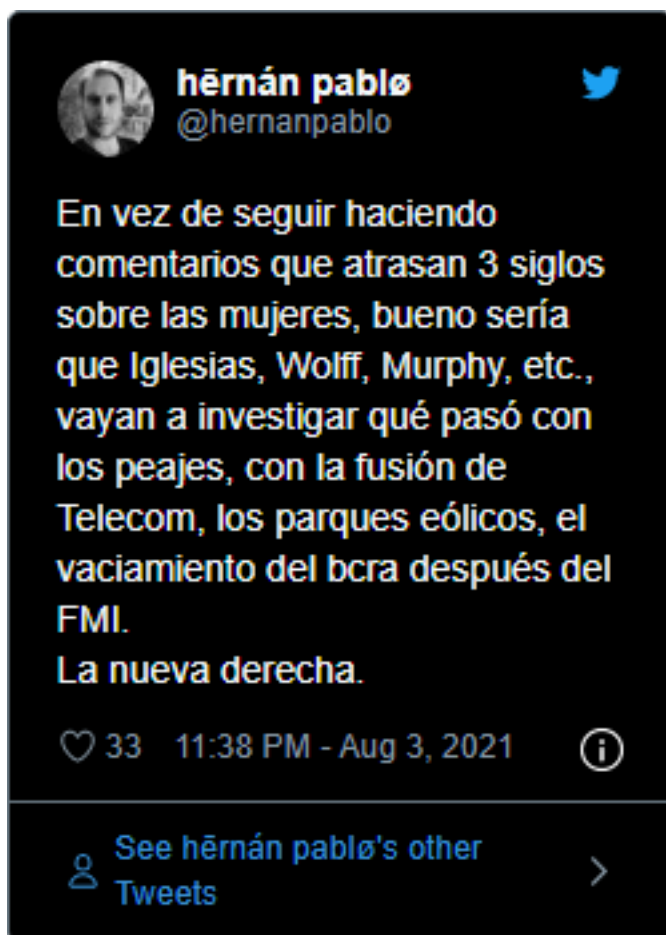 hērnán pablø
@hernanpablo
En vez de seguir haciendo
comentarios que atrasan 3 siglos
sobre las mujeres, bueno sería
que Iglesias, Wolff, Murphy, etc.,
vayan a investigar qué pasó con
los peajes, con la fusión de
Telecom, los parques eólicos, el
vaciamiento del bcra después del
FMI.
La nueva derecha.
33 11:38 PM - Aug 3, 2021
See hērnán pablø's other
Tweets